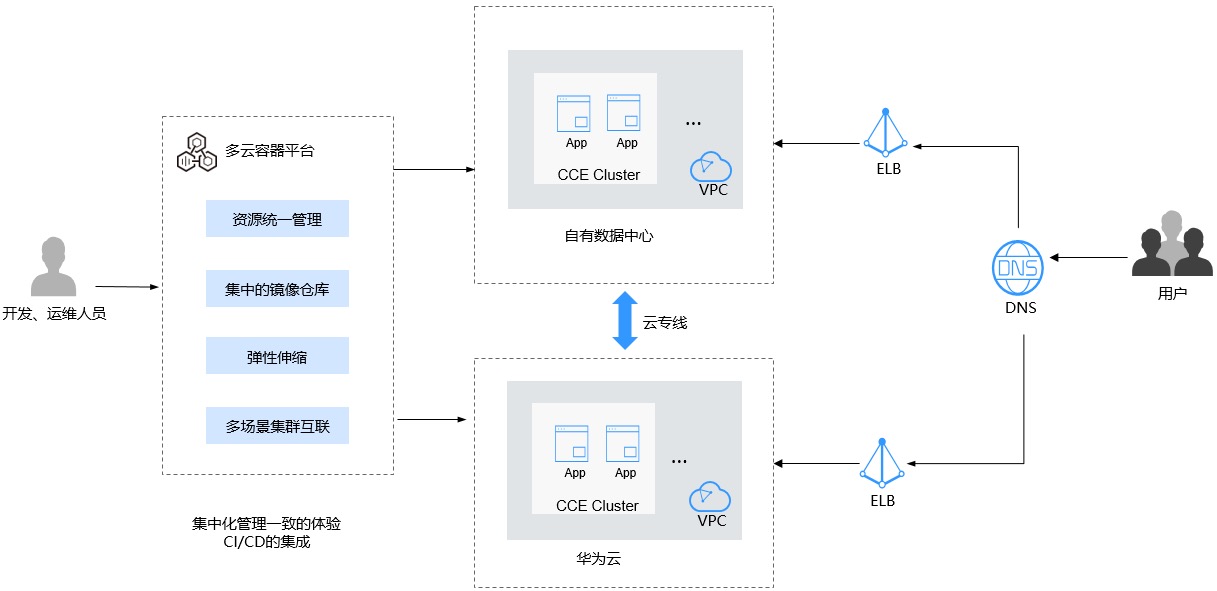 开发、运维人员
多云容器平台
资源统一管理
集中的镜像仓库
弹性伸缩
多场景集群互联
集中化管理一致的体验
CI/CD的集成
App
App
...
CCE Cluster
VPC
自有数据中心
云专线
App
App
...
CCE Cluster
VPC
华为云
ELB
ELB
DNS
DNS
用户